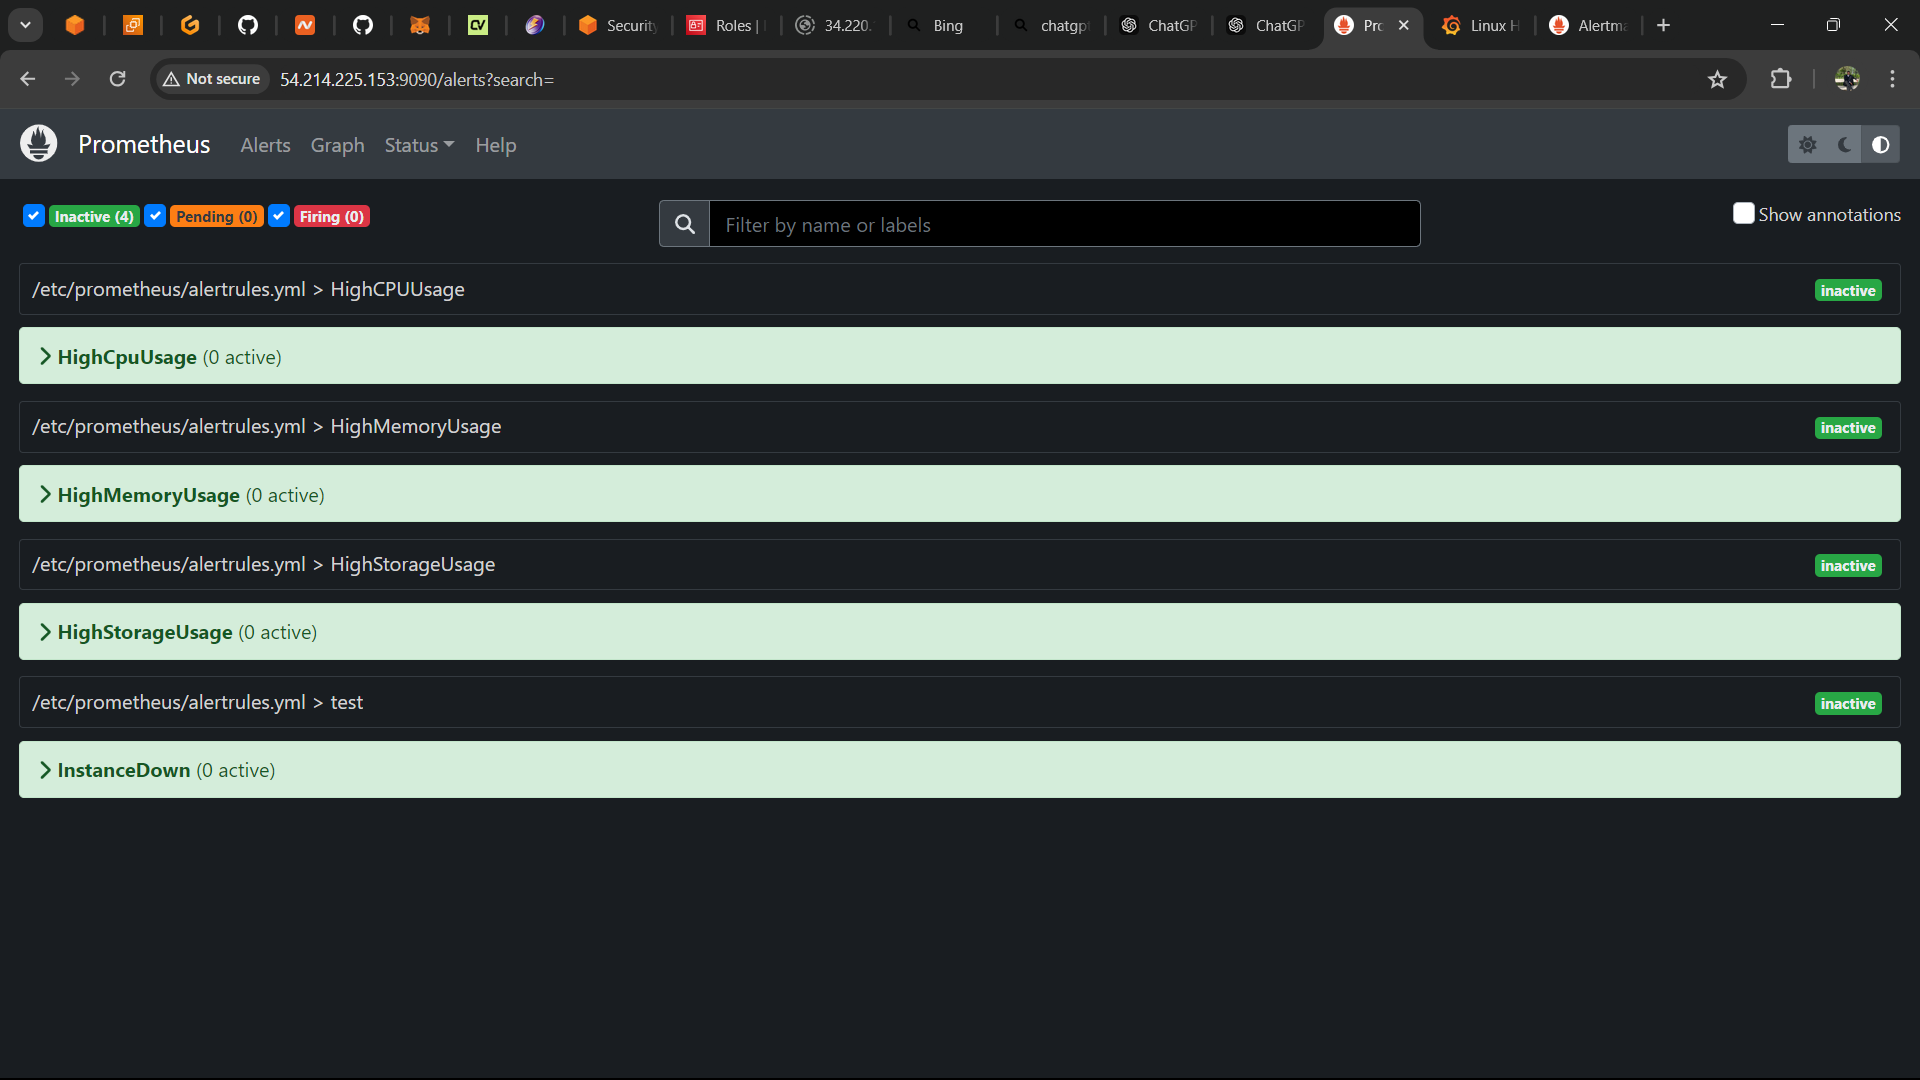 Security
Roles |
34.220.
Bing
chatgp
ChatGP
ChatGP
Pro
Linux H
Alertma
Not secure
54.214.225.153:9090/alerts?search=
Prometheus
Alerts
Graph
Status
Help
Inactive (4)
Pending (0)
Firing (0)
Filter by name or labels
Show annotations
/etc/prometheus/alertrules.yml > HighCPUUsage
inactive
HighCpuUsage (0 active)
/etc/prometheus/alertrules.yml > HighMemoryUsage
inactive
HighMemoryUsage (0 active)
/etc/prometheus/alertrules.yml > HighStorageUsage
inactive
HighStorageUsage (0 active)
/etc/prometheus/alertrules.yml > test
inactive
InstanceDown (0 active)